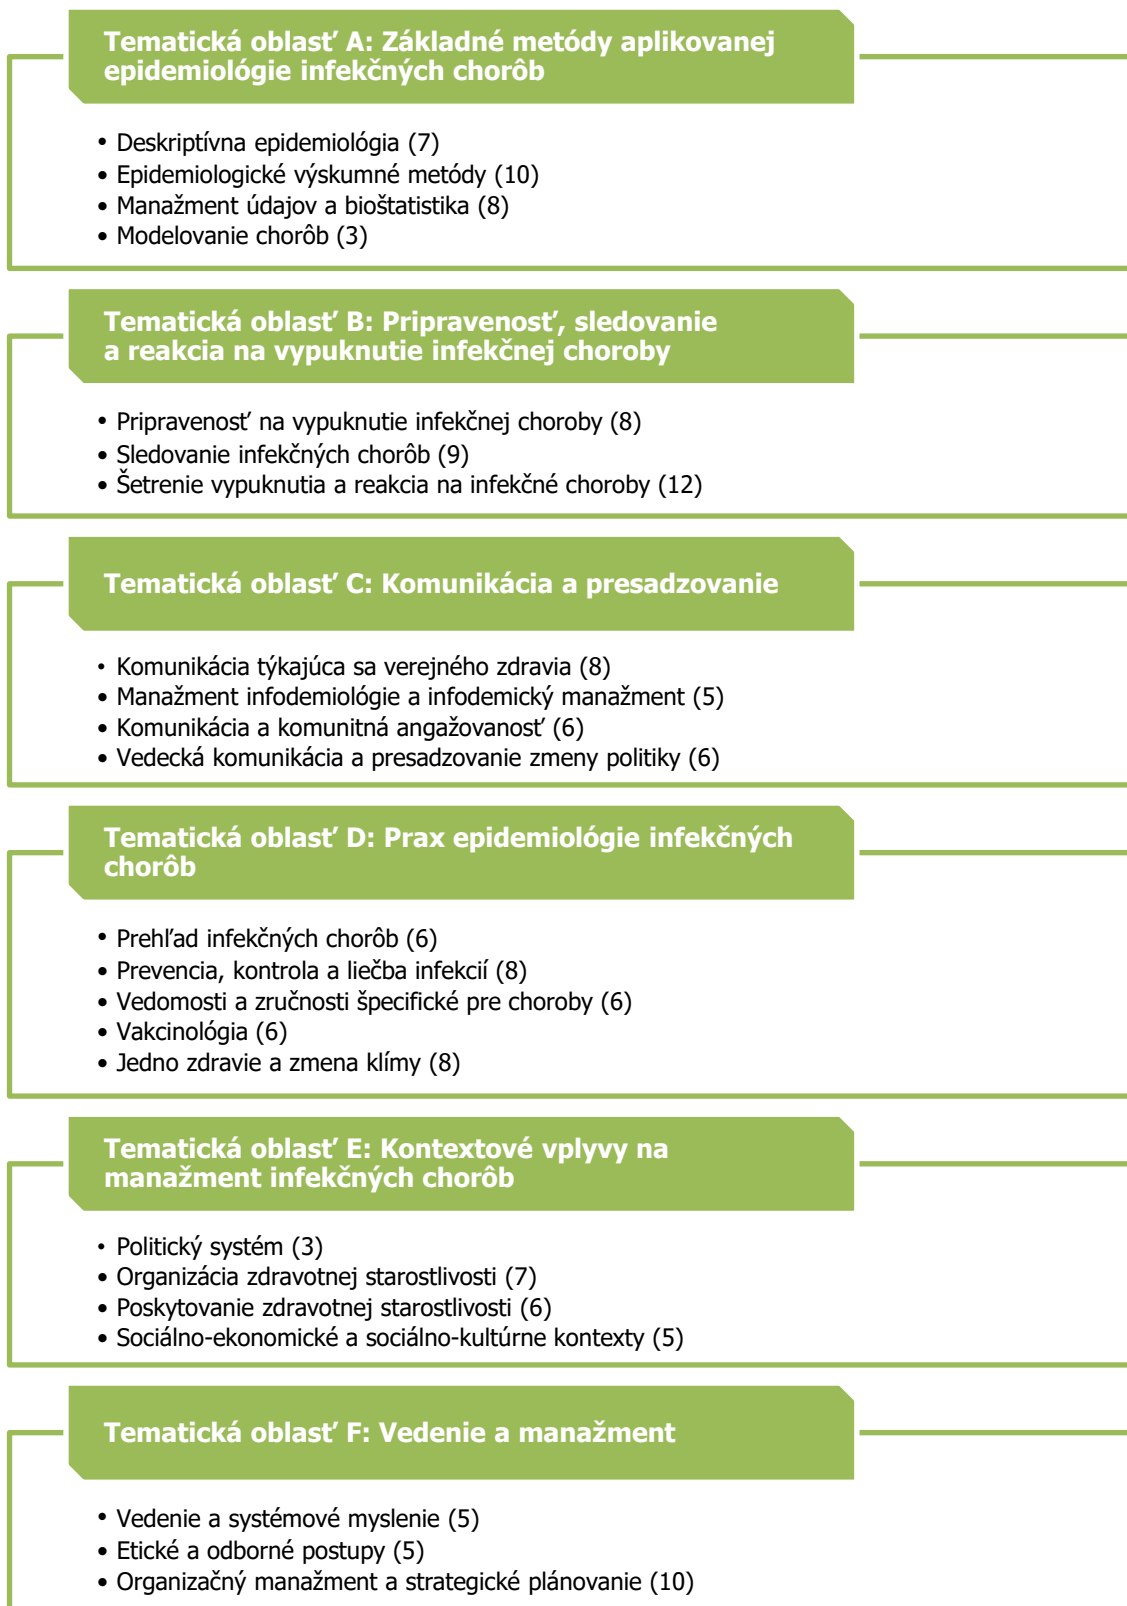 Tematická oblasť A: Základné metódy aplikovanej
epidemiológie infekčných chorôb
• Deskriptívna epidemiológia (7)
• Epidemiologické výskumné metódy (10)
• Manažment údajov a bioštatistika (8)
• Modelovanie chorôb (3)
Tematická oblasť B: Pripravenosť, sledovanie
a reakcia na vypuknutie infekčnej choroby
• Pripravenosť na vypuknutie infekčnej choroby (8)
• Sledovanie infekčných chorôb (9)
• Šetrenie vypuknutia a reakcia na infekčné choroby (12)
Tematická oblasť C: Komunikácia a presadzovanie
• Komunikácia týkajúca sa verejného zdravia (8)
• Manažment infodemiológie a infodemický manažment (5)
• Komunikácia a komunitná angažovanosť (6)
• Vedecká komunikácia a presadzovanie zmeny politiky (6)
Tematická oblasť D: Prax epidemiológie infekčných
chorôb
• Prehľad infekčných chorôb (6)
• Prevencia, kontrola a liečba infekcií (8)
• Vedomosti a zručnosti špecifické pre choroby (6)
• Vakcinológia (6)
• Jedno zdravie a zmena klímy (8)
Tematická oblasť E: Kontextové vplyvy na
manažment infekčných chorôb
• Politický systém (3)
• Organizácia zdravotnej starostlivosti (7)
• Poskytovanie zdravotnej starostlivosti (6)
• Sociálno-ekonomické a sociálno-kultúrne kontexty (5)
Tematická oblasť F: Vedenie a manažment
• Vedenie a systémové myslenie (5)
• Etické a odborné postupy (5)
• Organizačný manažment a strategické plánovanie (10)